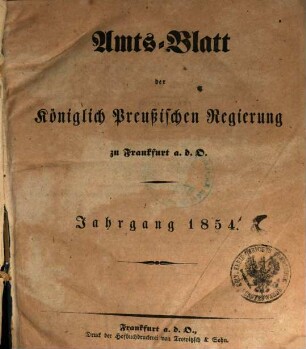 Amts-Blatt
der
Königlich Preußischen Regierung
zu Frankfurt a. d. O.
Jahrgang 1854.
Frankfurt a. d. O.,
Druck der Hofbuchdruckerei von Trowitzsch & Sohn.